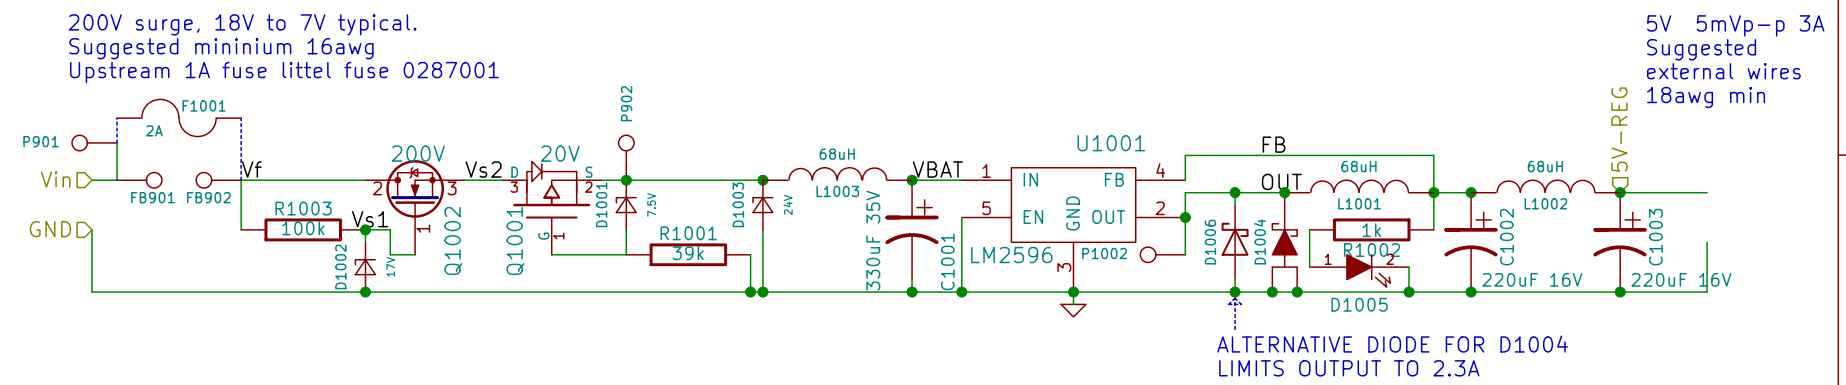 200V surge, 18V to 7V typical.
Suggested mininium 16awg
Upstream 1A fuse littel fuse 0287001
5V  5mVp-p 3A
Suggested
external wires
18awg min
P901
F1001
2A
Vin
FB901
FB902
GND
Vf
R1003
100k
Vs1
D1002
17V
200V
2
3
1
Q1002
Vs2
20V
D
3
S
2
G
1
Q1001
P902
D1001
7.5V
R1001
39k
D1003
24V
68uH
L1003
VBAT
330uF 35V
C1001
U1001
1
IN
5
EN
FB
4
OUT
2
GND
3
LM2596
P1002
FB
OUT
D1006
D1004
68uH
L1001
1k
R1002
1
2
D1005
68uH
L1002
C1002
220uF 16V
5V-REG
C1003
220uF 16V
ALTERNATIVE DIODE FOR D1004
LIMITS OUTPUT TO 2.3A